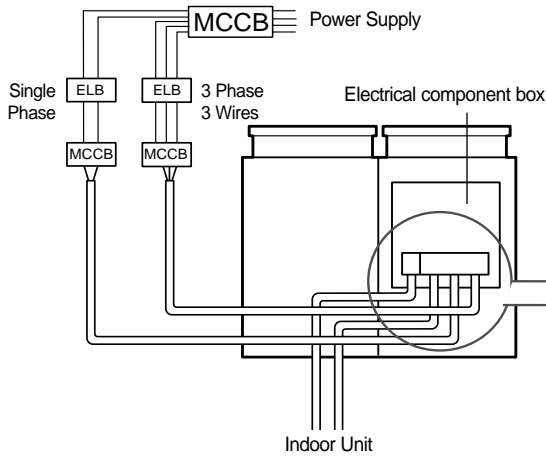 MCCB
Power Supply
Single
Phase
ELB
ELB
3 Phase
3 Wires
MCCB
MCCB
Electrical component box
Indoor Unit